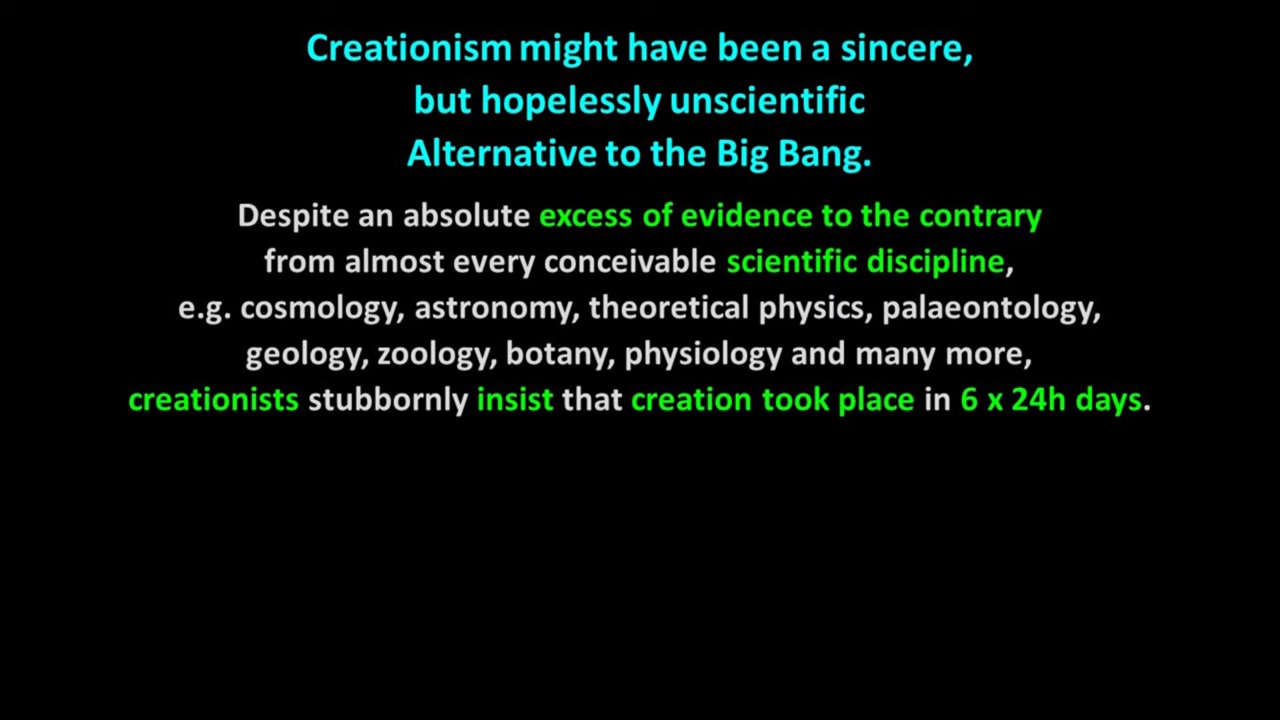 Creationism might have been a sincere,
but hopelessly unscientific
Alternative to the Big Bang.
Despite an absolute excess of evidence to the contrary
from almost every conceivable scientific discipline,
e.g. cosmology, astronomy, theoretical physics, palaeontology,
geology, zoology, botany, physiology and many more,
creationists stubbornly insist that creation took place in 6 x 24h days.